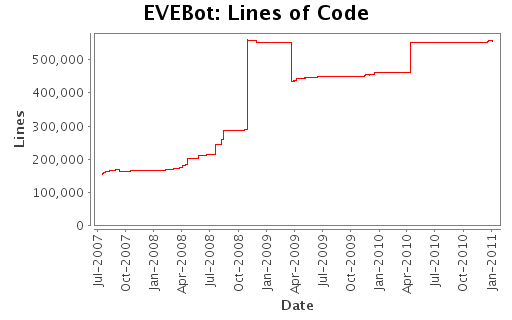 EVEBot: Lines of Code
Lines
500,000
400,000
300,000
200,000
100,000
0
Jul-2007
Oct-2007
Jan-2008
Apr-2008
Jul-2008
Oct-2008
Jan-2009
Apr-2009
Jul-2009
Oct-2009
Jan-2010
Apr-2010
Jul-2010
Oct-2010
Jan-2011
Date